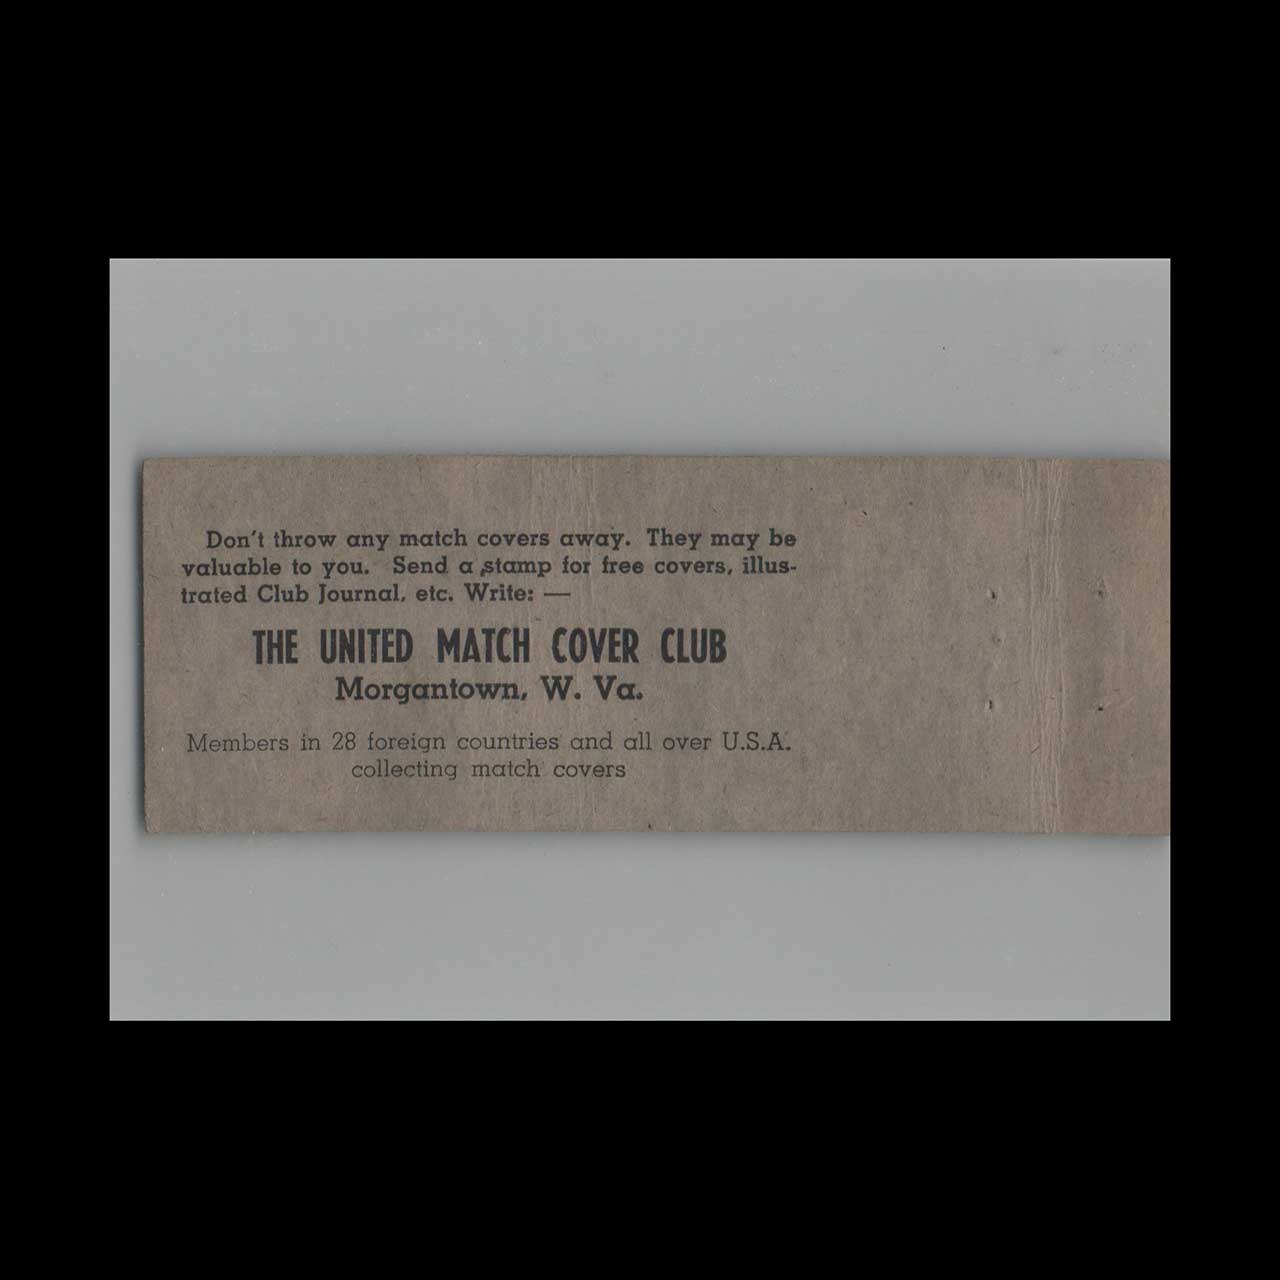 Don't throw any match covers away. They may be
valuable to you. Send a stamp for free covers, illus-
trated Club Journal, etc. Write: —
THE UNITED MATCH COVER CLUB
Morgantown, W. Va.
Members in 28 foreign countries and all over U.S.A.
collecting match covers